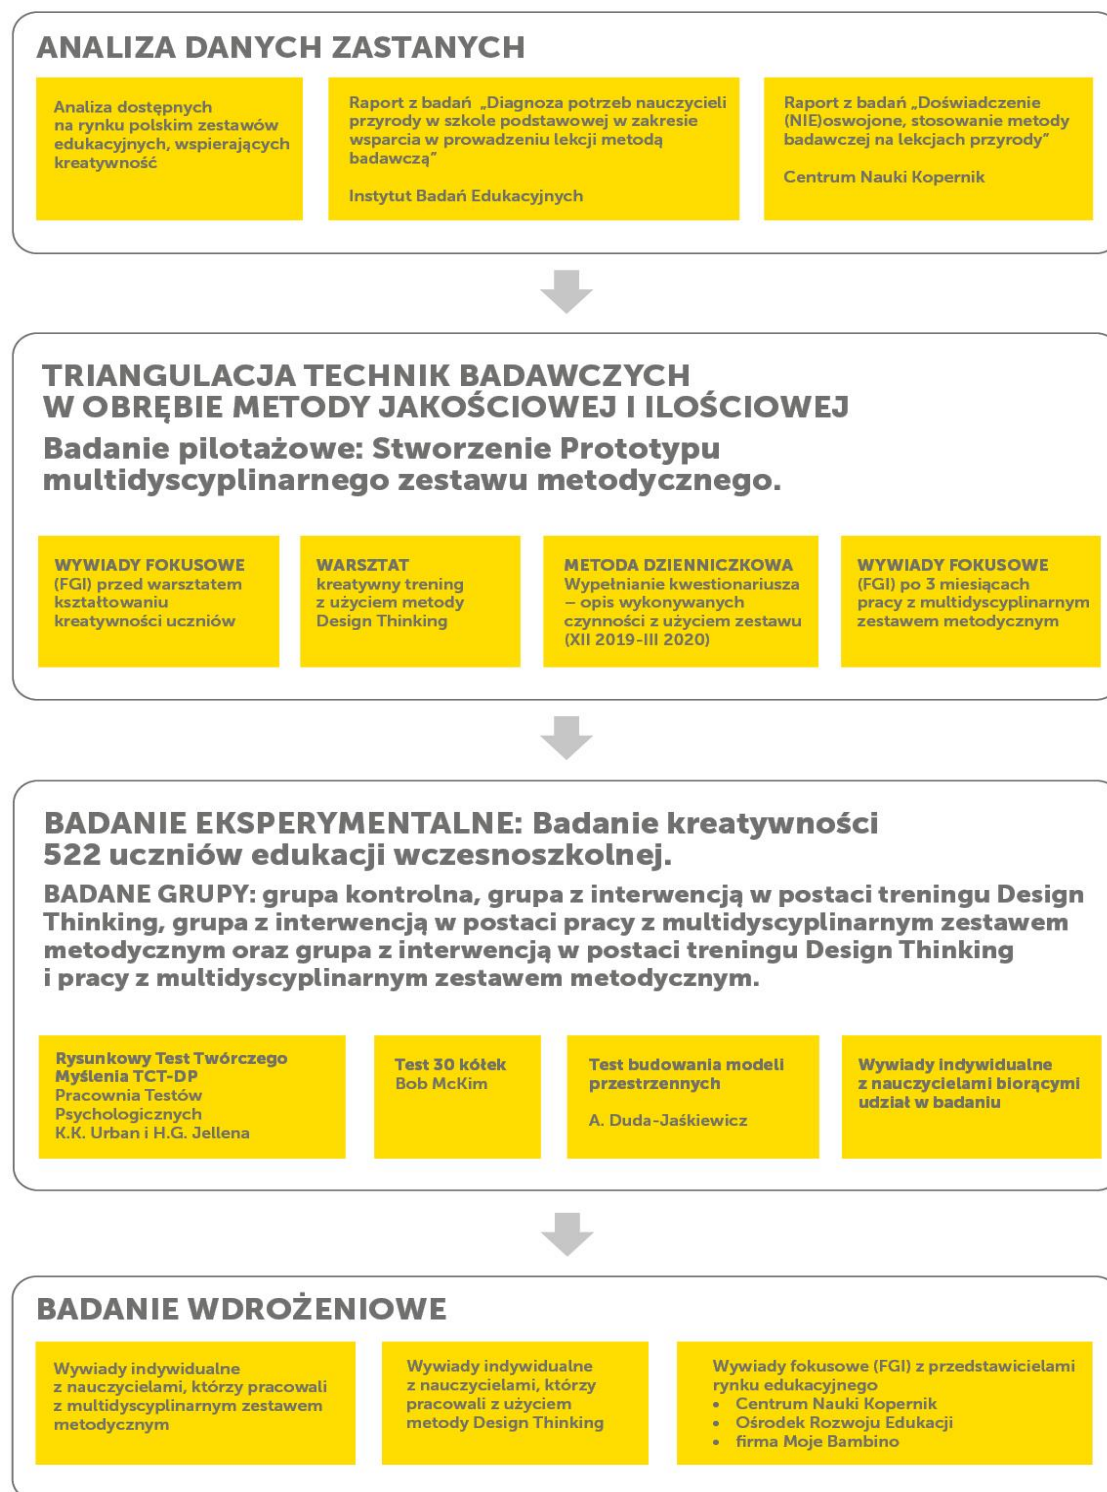 ANALIZA DANYCH ZASTANYCH
Analiza dostępnych
na rynku polskim zestawów
edukacyjnych, wspierających
kreatywność
Raport z badań „Diagnoza potrzeb nauczycieli
przyrody w szkole podstawowej w zakresie
wsparcia w prowadzeniu lekcji metodą
badawczą”
Instytut Badań Edukacyjnych
Raport z badań „Doświadczenie
(NIE)oswojone, stosowanie metody
badawczej na lekcjach przyrody”
Centrum Nauki Kopernik
TRIANGULACJA TECHNIK BADAWCZYCH
W OBRĘBIE METODY JAKOŚCIOWEJ I ILOŚCIOWEJ
Badanie pilotażowe: Stworzenie Prototypu
multidyscyplinarnego zestawu metodycznego.
WYWIADY FOKUSOWE
(FGI) przed warsztatem
kształtowaniu
kreatywności uczniów
WARSZTAT
kreatywny trening
z użyciem metody
Design Thinking
METODA DZIENNICZKOWA
Wypełnianie kwestionariusza
– opis wykonywanych
czynności z użyciem zestawu
(XII 2019-III 2020)
WYWIADY FOKUSOWE
(FGI) po 3 miesiącach
pracy z multidyscyplinarnym
zestawem metodycznym
BADANIE EKSPERYMENTALNE: Badanie kreatywności
522 uczniów edukacji wczesnoszkolnej.
BADANE GRUPY: grupa kontrolna, grupa z interwencją w postaci treningu Design
Thinking, grupa z interwencją w postaci pracy z multidyscyplinarnym zestawem
metodycznym oraz grupa z interwencją w postaci treningu Design Thinking
i pracy z multidyscyplinarnym zestawem metodycznym.
Rysunkowy Test Twórczego
Myślenia TCT-DP
Pracownia Testów
Psychologicznych
K.K. Urban i H.G. Jellena
Test 30 kółek
Bob McKim
Test budowania modeli
przestrzennych
A. Duda-Jaśkiewicz
Wywiady indywidualne
z nauczycielami biorącymi
udział w badaniu
BADANIE WDROŻENIOWE
Wywiady indywidualne
z nauczycielami, którzy pracowali
z multidyscyplinarnym zestawem
metodycznym
Wywiady indywidualne
z nauczycielami, którzy
pracowali z użyciem
metody Design Thinking
Wywiady fokusowe (FGI) z przedstawicielami
rynku edukacyjnego
• Centrum Nauki Kopernik
• Ośrodek Rozwoju Edukacji
• firma Moje Bambino